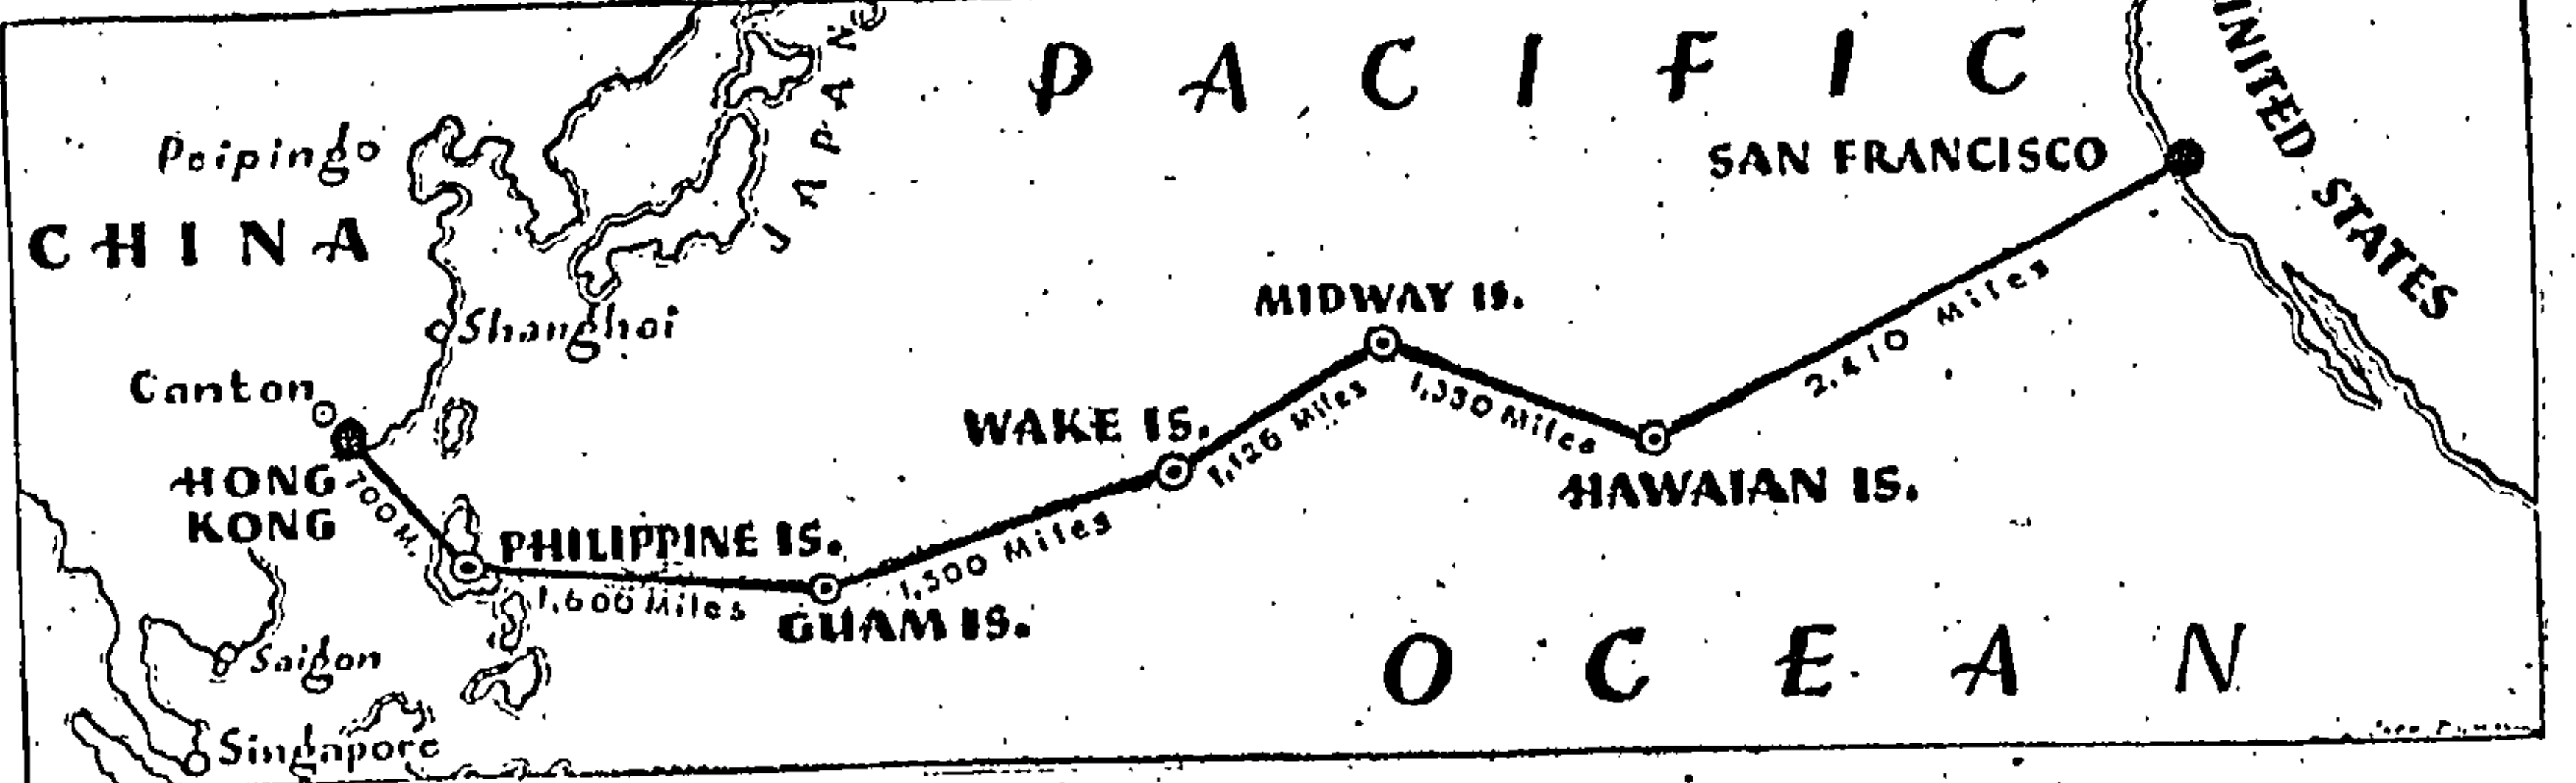 PACIFIC
JAPAN
UNITED STATES
Peiping
SAN FRANCISCO
CHINA
2,410 Miles
MIDWAY IS.
Shanghai
1,330 Miles
Canton
WAKE IS.
1,126 Miles
HAWAIAN IS.
HONG
KONG
700 M.
PHILIPPINE IS.
1,500 Miles
1,600 Miles
GUAM IS.
OCEAN
Saigon
Singapore